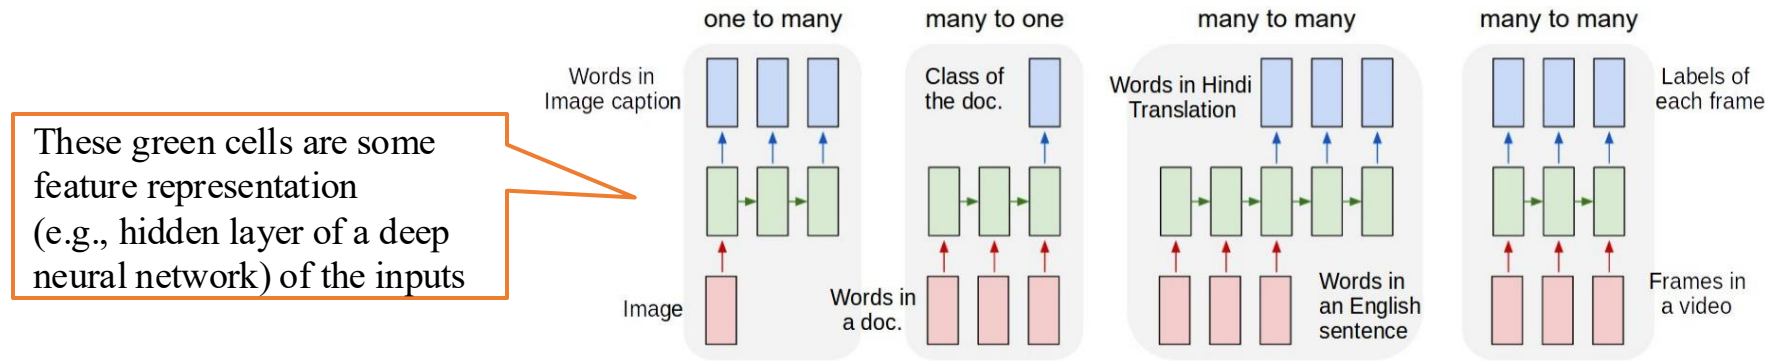 one to many
many to one
many to many
many to many
Words in
Image caption
Class of
the doc.
Words in Hindi
Translation
Labels of
each frame
These green cells are some
feature representation
(e.g., hidden layer of a deep
neural network) of the inputs
Image
Words in
a doc.
Words in
an English
sentence
Frames in
a video